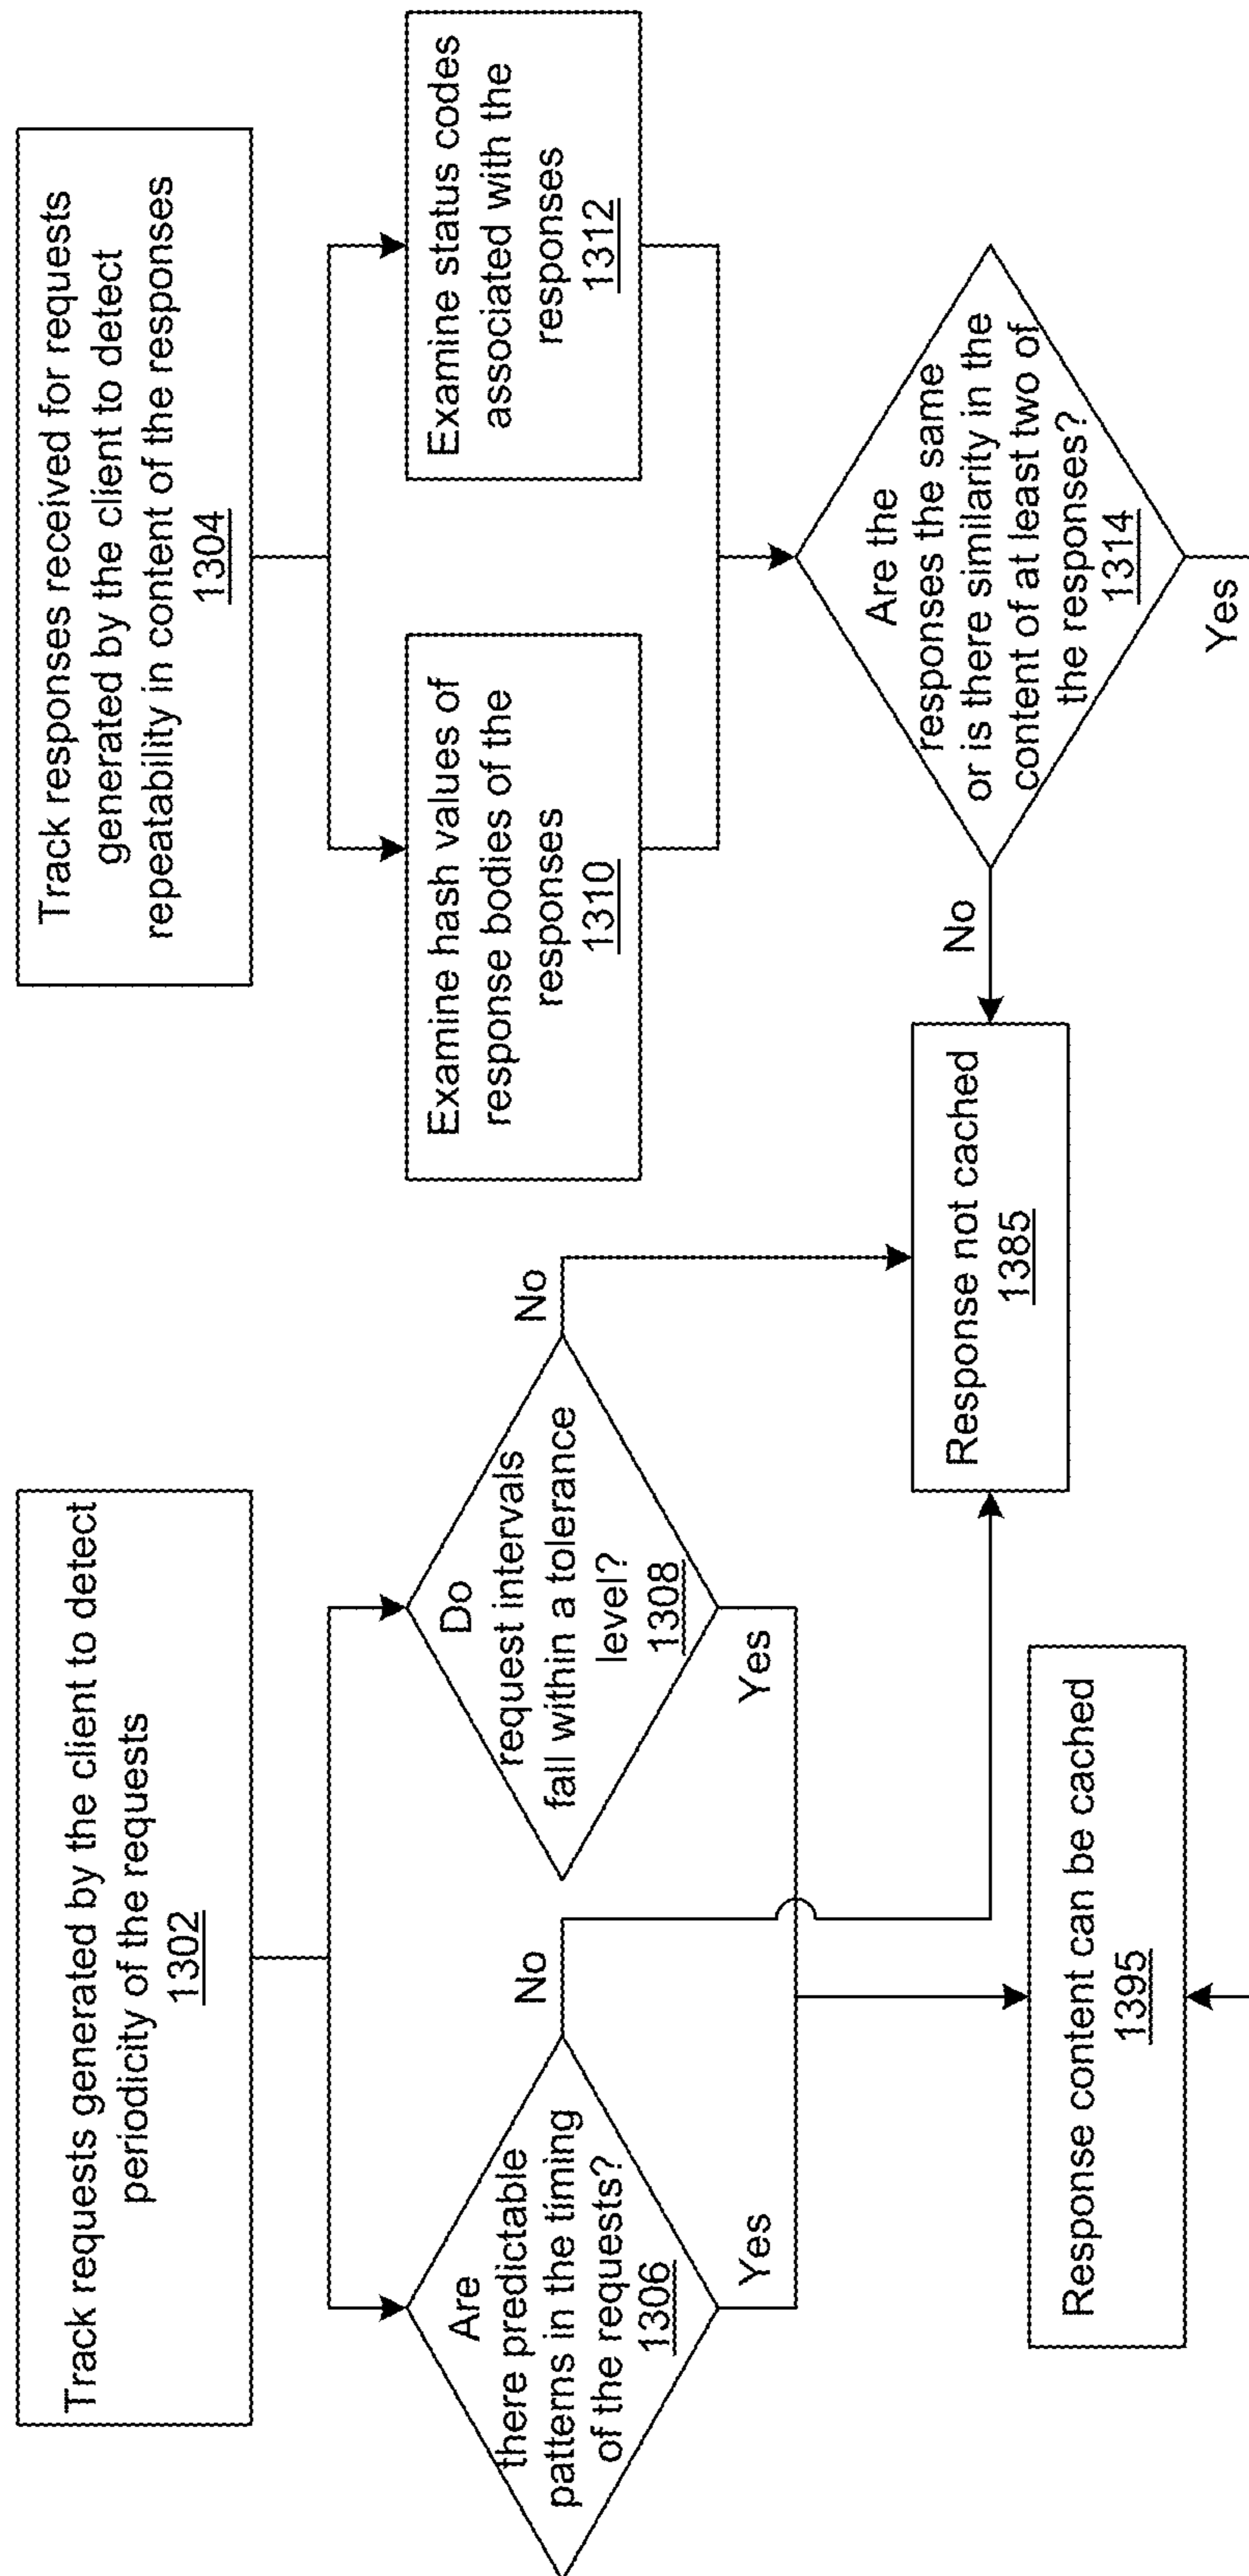 Track requests generated by the client to detect
periodicity of the requests
1302
Are
there predictable
patterns in the timing
of the requests?
1306
No
Yes
Do
request intervals
fall within a tolerance
level?
1308
No
Yes
Response content can be cached
1395
Track responses received for requests
generated by the client to detect
repeatability in content of the responses
1304
Examine hash values of
response bodies of the
responses
1310
Examine status codes
associated with the
responses
1312
Are the
responses the same
or is there similarity in the
content of at least two of
the responses?
1314
No
Yes
Response not cached
1385